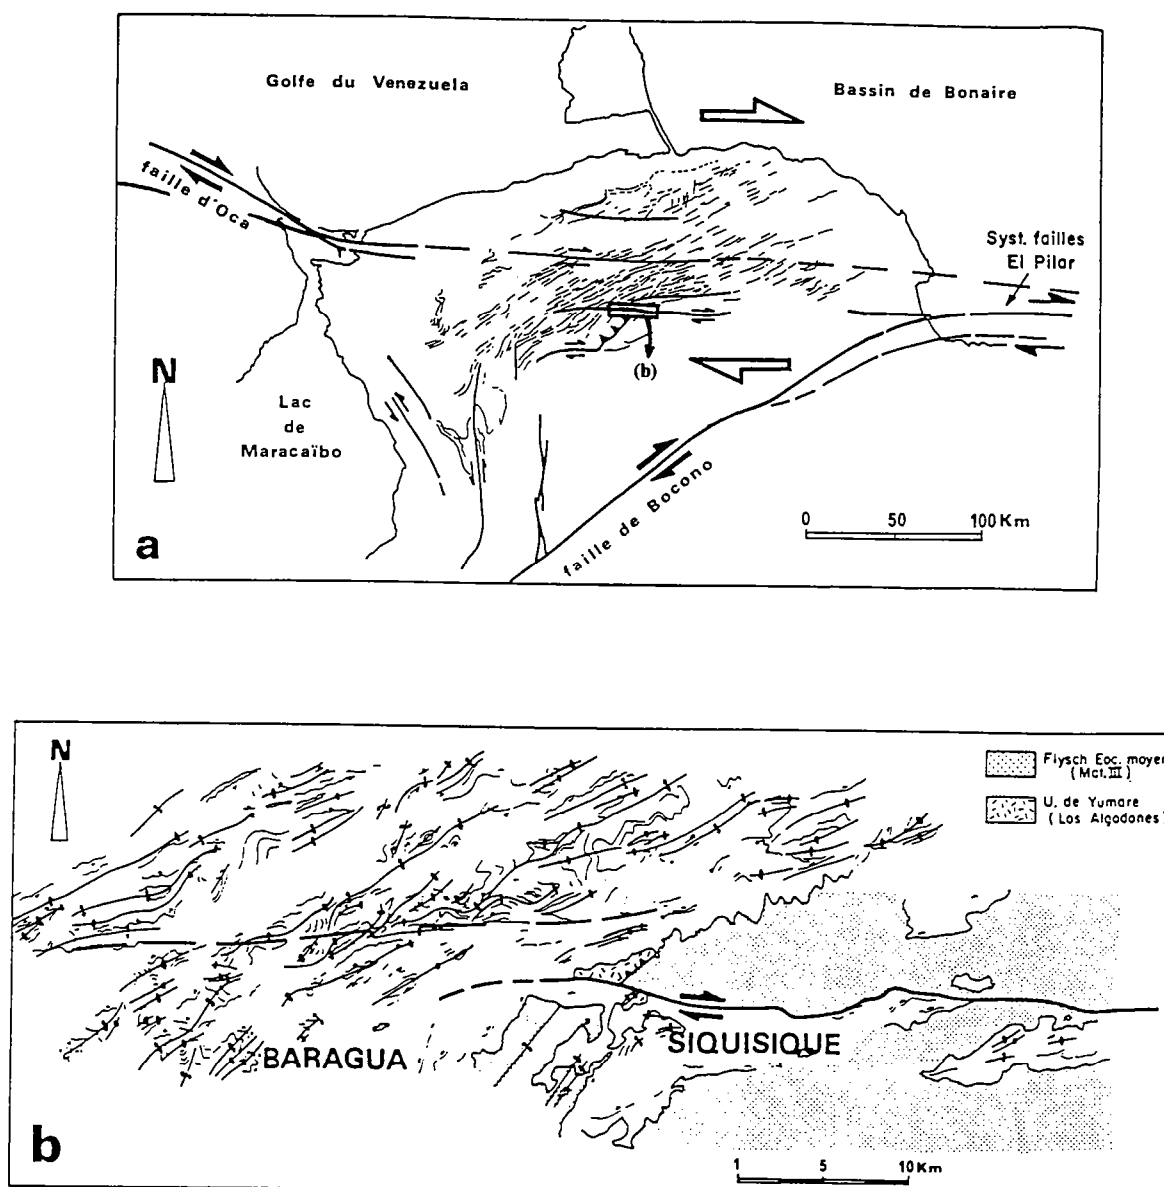 Golfe du Venezuela
Bassin de Bonaire
faille d'Oca
Syst. failles
El Pilar
(b)
N
Lac
de
Maracaïbo
faille de Bocono
0 50 100 Km
a
N
Flysch Eoc. moyen
(Mat. III)
U. de Yumare
(Los Algodones)
BARAGUA
SIQUISIQUE
b
1 5 10 Km